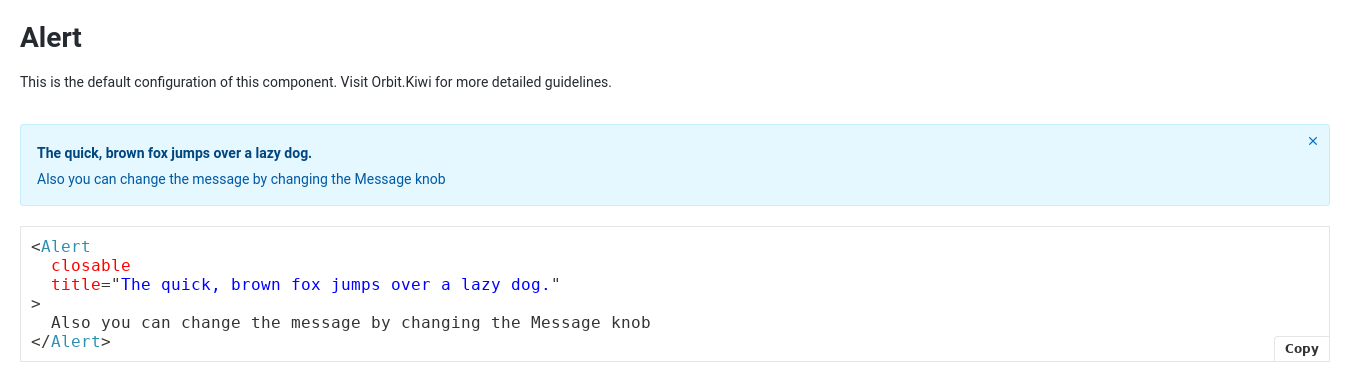 Alert
This is the default configuration of this component. Visit Orbit.Kiwi for more detailed guidelines.
The quick, brown fox jumps over a lazy dog.
Also you can change the message by changing the Message knob
<Alert
  closable
  title="The quick, brown fox jumps over a lazy dog."
>
  Also you can change the message by changing the Message knob
</Alert>
Copy